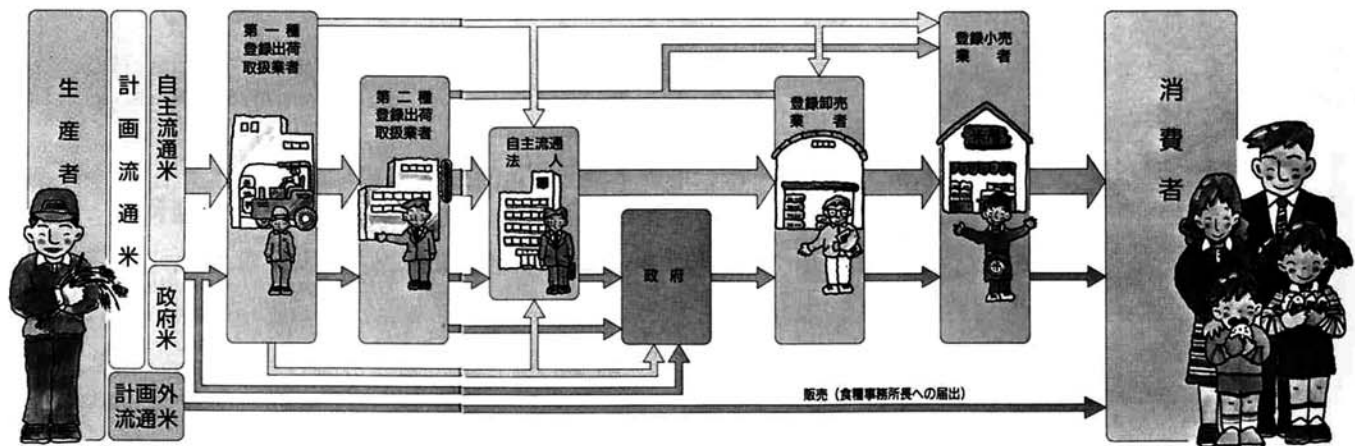 生産者
計画流通米
自主流通米
政府米
計画外
流通米
第一種
登録出荷
取扱業者
第二種
登録出荷
取扱業者
自主流通
法人
政府
登録卸売
業者
登録小売
業者
消費者
販売（食糧事務所長への届出）